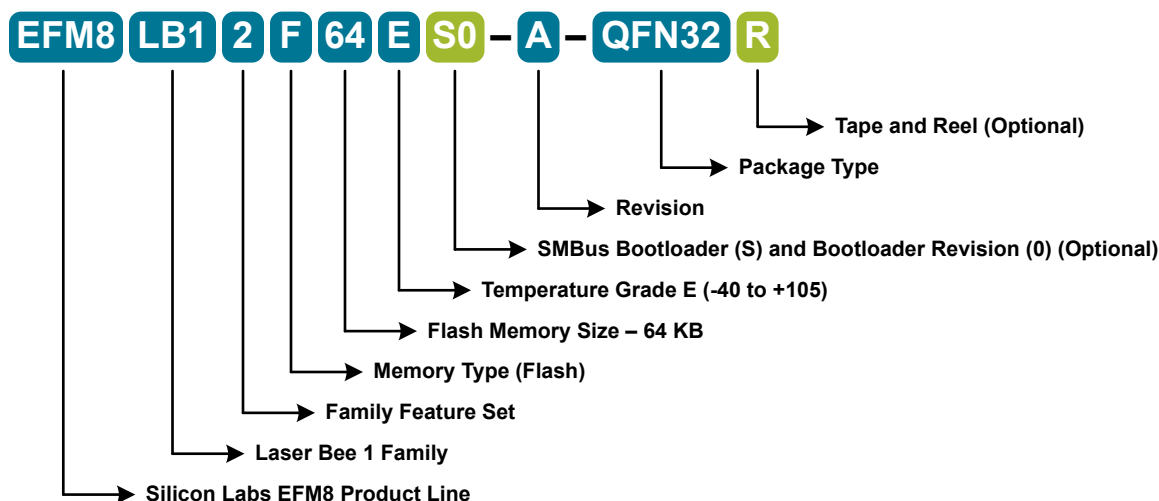 EFM8 LB1 2 F 64 E S0 – A – QFN32 R
Tape and Reel (Optional)
Package Type
Revision
SMBus Bootloader (S) and Bootloader Revision (0) (Optional)
Temperature Grade E (-40 to +105)
Flash Memory Size – 64 KB
Memory Type (Flash)
Family Feature Set
Laser Bee 1 Family
Silicon Labs EFM8 Product Line